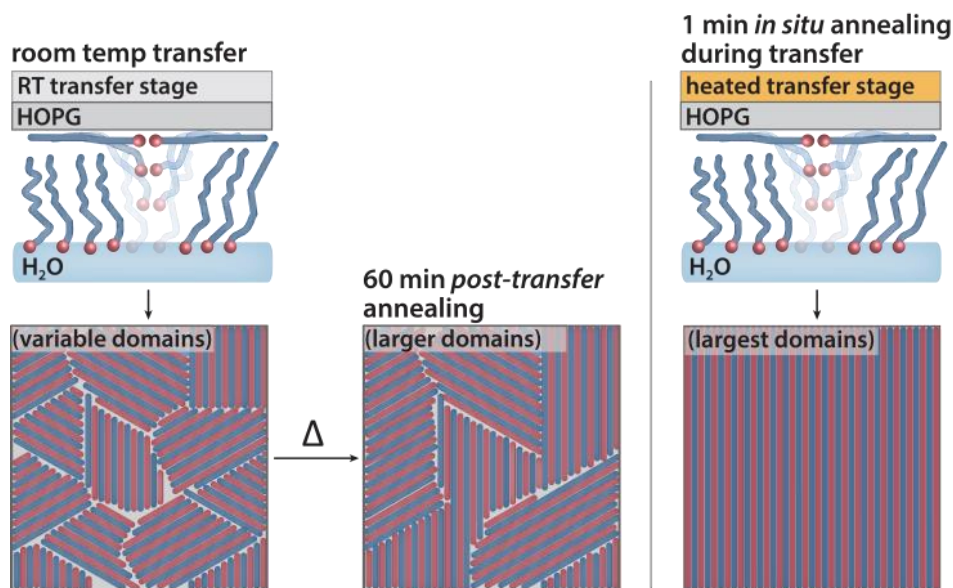 room temp transfer
RT transfer stage
HOPG
H₂O
(variable domains)
Δ
60 min post-transfer
annealing
(larger domains)
1 min in situ annealing
during transfer
heated transfer stage
HOPG
H₂O
(largest domains)